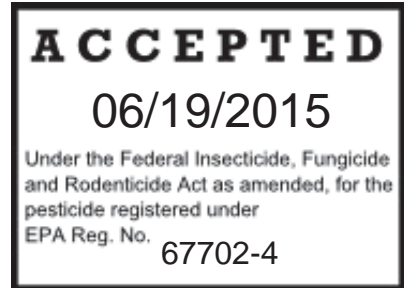 ACCEPTED
06/19/2015
Under the Federal Insecticide, Fungicide
and Rodenticide Act as amended, for the
pesticide registered under
EPA Reg. No. 67702-4